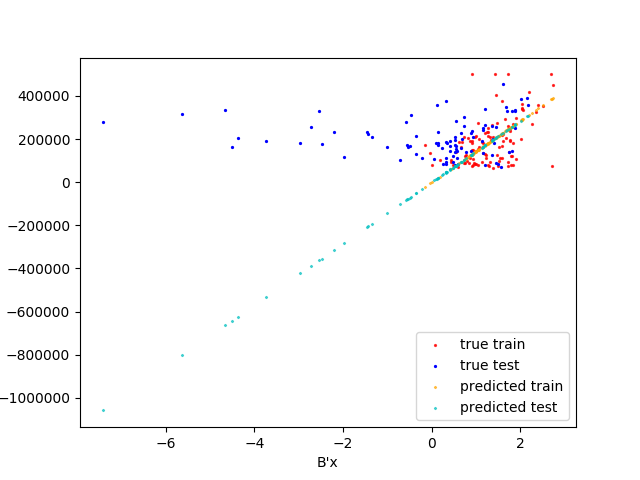 400000
200000
0
−200000
−400000
−600000
−800000
−1000000
−6 −4 −2 0 2
B'x
true train
true test
predicted train
predicted test